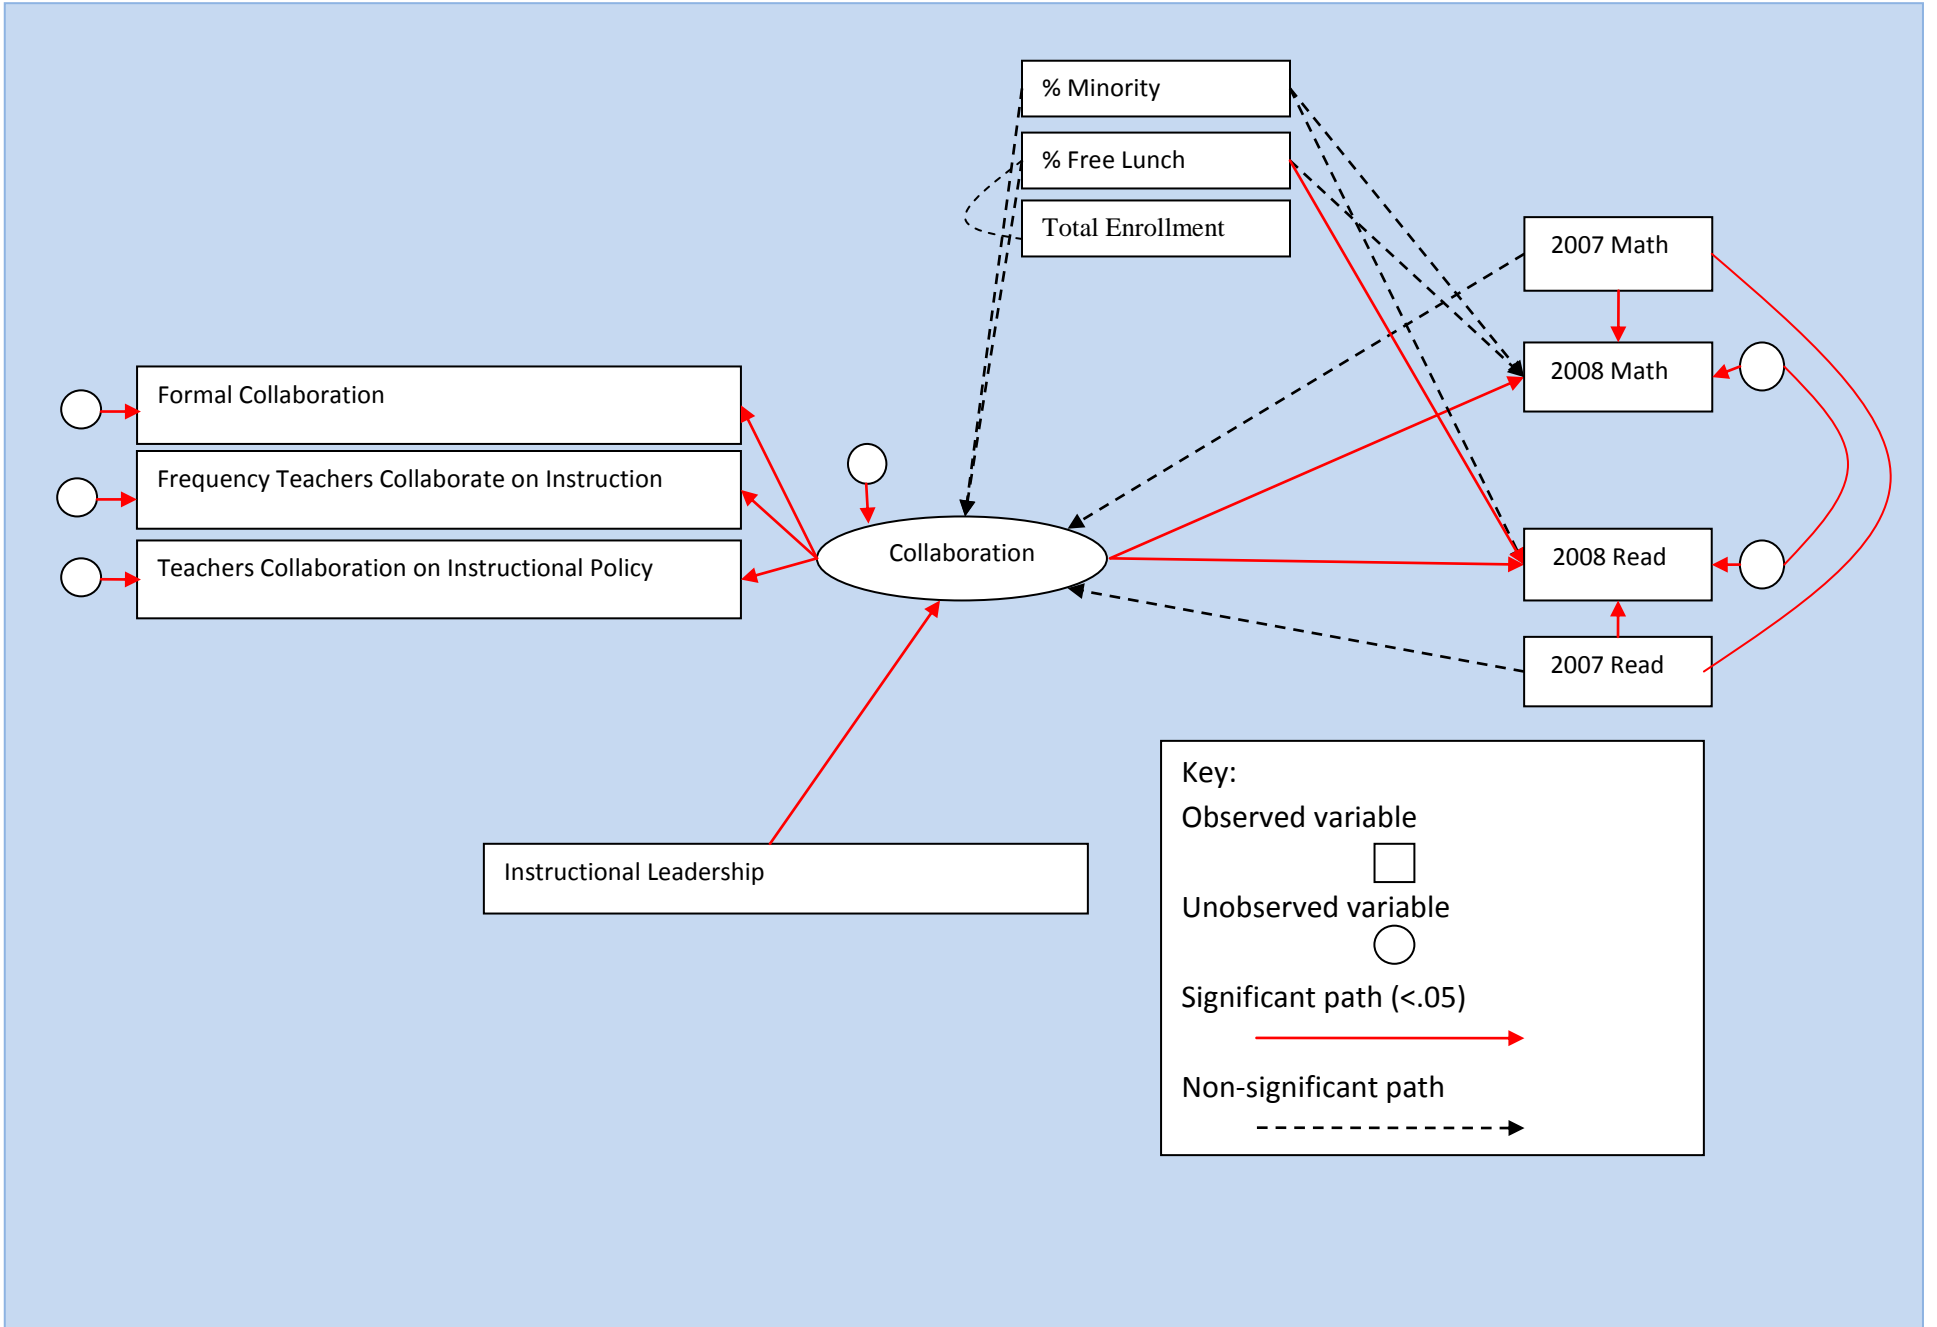 % Minority
% Free Lunch
Total Enrollment
2007 Math
2008 Math
Formal Collaboration
Frequency Teachers Collaborate on Instruction
Teachers Collaboration on Instructional Policy
Collaboration
2008 Read
2007 Read
Instructional Leadership
Key:
Observed variable
Unobserved variable
Significant path (<.05)
Non-significant path